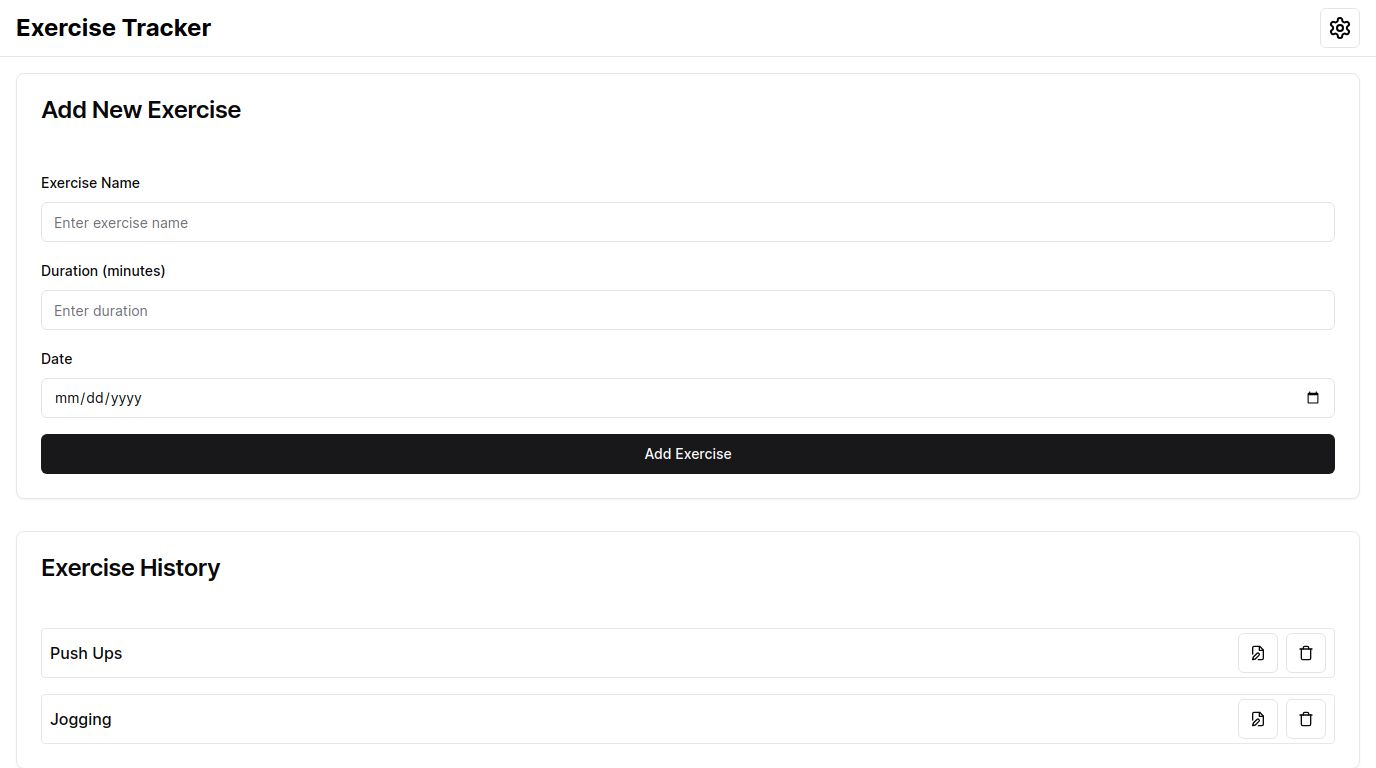 Exercise Tracker
Add New Exercise
Exercise Name
Enter exercise name
Duration (minutes)
Enter duration
Date
mm/dd/yyyy
Add Exercise
Exercise History
Push Ups
Jogging